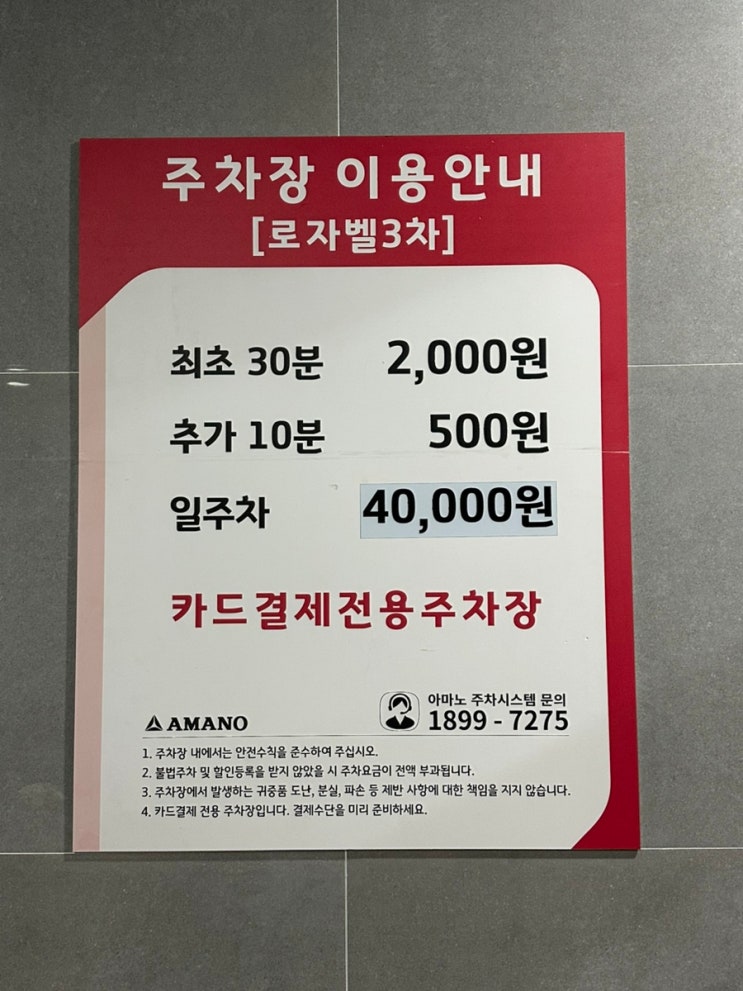 주차장 이용안내
[로자벨3차]
최초 30분 2,000원
추가 10분 500원
일주차 40,000원
카드결제전용주차장
AMANO
아마노 주차시스템 문의
1899 - 7275
1. 주차장 내에서는 안전수칙을 준수하여 주십시오.
2. 불법주차 및 할인등록을 받지 않았을 시 주차요금이 전액 부과됩니다.
3. 주차장에서 발생하는 귀중품 도난, 분실, 파손 등 제반 사항에 대한 책임을 지지 않습니다.
4. 카드결제 전용 주차장입니다. 결제수단을 미리 준비하세요.